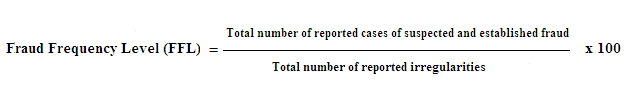 Total number of reported cases of suspected and established fraud
Fraud Frequency Level (FFL) = x 100
Total number of reported irregularities